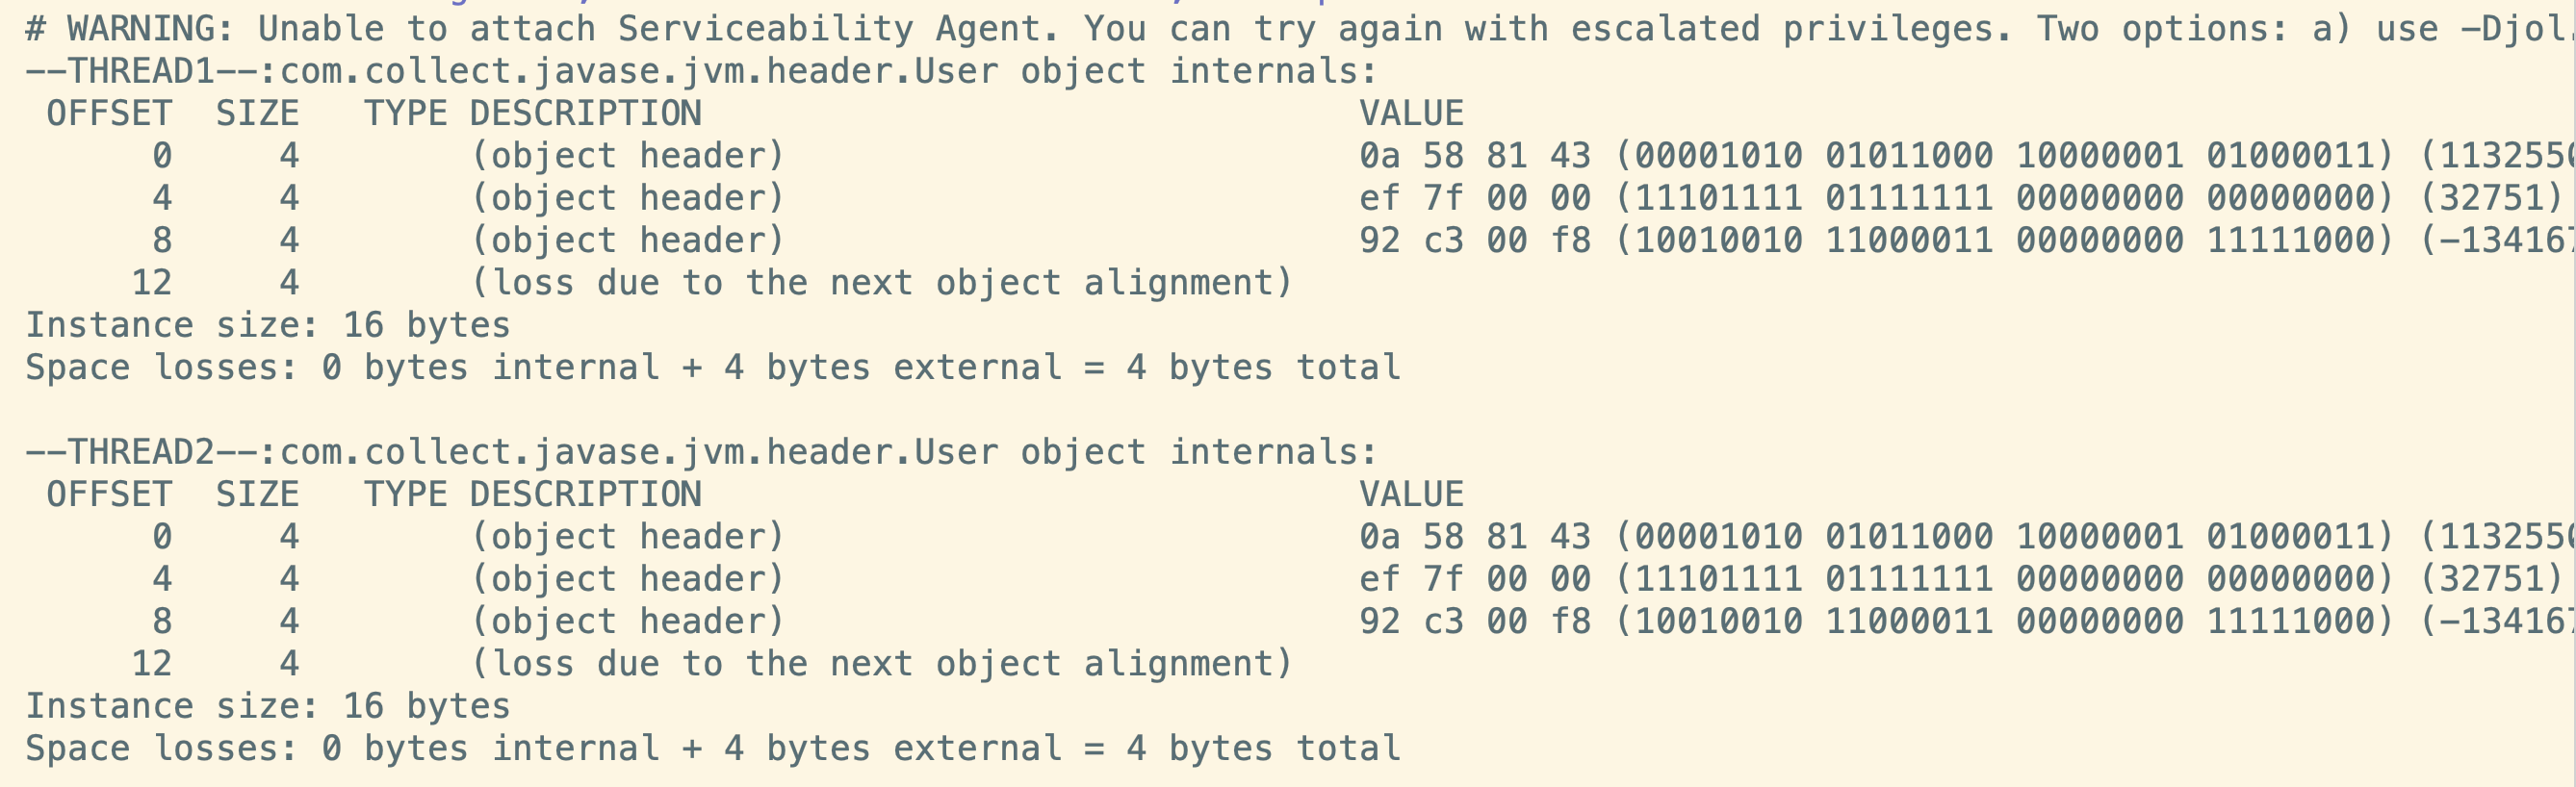 # WARNING: Unable to attach Serviceability Agent. You can try again with escalated privileges. Two options: a) use -Djol.
--THREAD1--:com.collect.javase.jvm.header.User object internals:
 OFFSET  SIZE   TYPE DESCRIPTION                               VALUE
      0     4        (object header)                           0a 58 81 43 (00001010 01011000 10000001 01000011) (1132550
      4     4        (object header)                           ef 7f 00 00 (11101111 01111111 00000000 00000000) (32751)
      8     4        (object header)                           92 c3 00 f8 (10010010 11000011 00000000 11111000) (-134167
     12     4        (loss due to the next object alignment)
Instance size: 16 bytes
Space losses: 0 bytes internal + 4 bytes external = 4 bytes total

--THREAD2--:com.collect.javase.jvm.header.User object internals:
 OFFSET  SIZE   TYPE DESCRIPTION                               VALUE
      0     4        (object header)                           0a 58 81 43 (00001010 01011000 10000001 01000011) (1132550
      4     4        (object header)                           ef 7f 00 00 (11101111 01111111 00000000 00000000) (32751)
      8     4        (object header)                           92 c3 00 f8 (10010010 11000011 00000000 11111000) (-134167
     12     4        (loss due to the next object alignment)
Instance size: 16 bytes
Space losses: 0 bytes internal + 4 bytes external = 4 bytes total